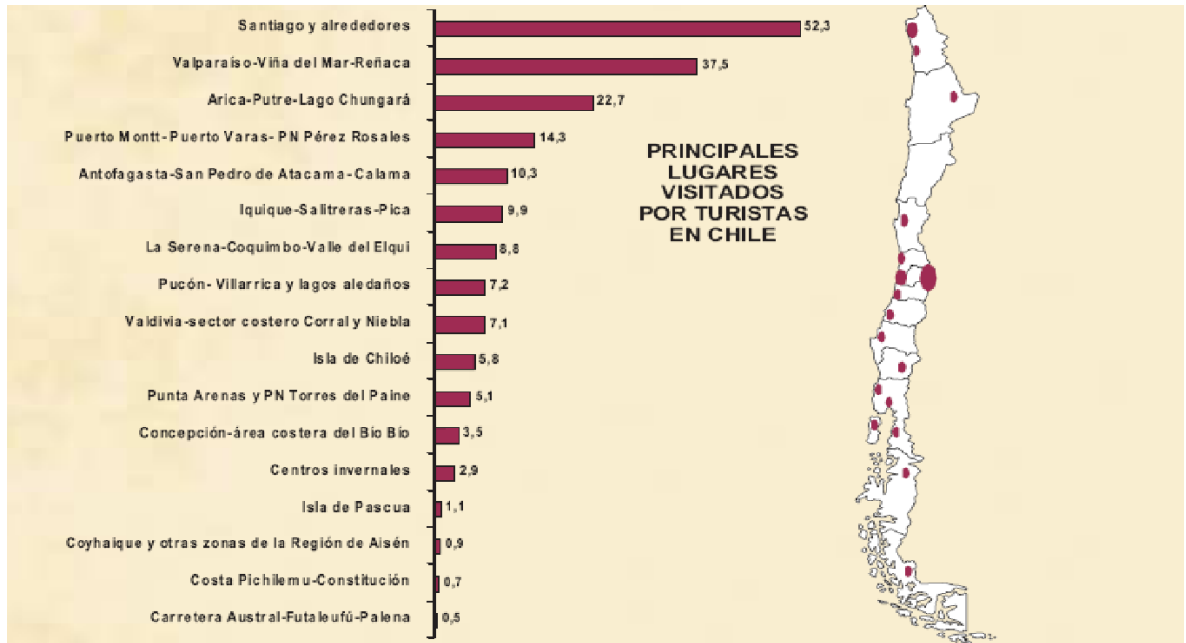 Santiago y alrededores 52,3
Valparaíso-Viña del Mar-Reñaca 37,5
Arica-Putre-Lago Chungará 22,7
Puerto Montt-Puerto Varas- PN Pérez Rosales 14,3
Antofagasta-San Pedro de Atacama-Calama 10,3
Iquique-Salitreras-Pica 9,9
La Serena-Coquimbo-Valle del Elqui 8,8
Pucón- Villarrica y lagos aledaños 7,2
Valdivia-sector costero Corral y Niebla 7,1
Isla de Chiloé 5,8
Punta Arenas y PN Torres del Paine 5,1
Concepción-área costera del Bío Bío 3,5
Centros invernales 2,9
Isla de Pascua 1,1
Coyhaique y otras zonas de la Región de Aisén 0,9
Costa Pichilemu-Constitución 0,7
Carretera Austral-Futaleufú-Palena 0,5
PRINCIPALES
LUGARES
VISITADOS
POR TURISTAS
EN CHILE